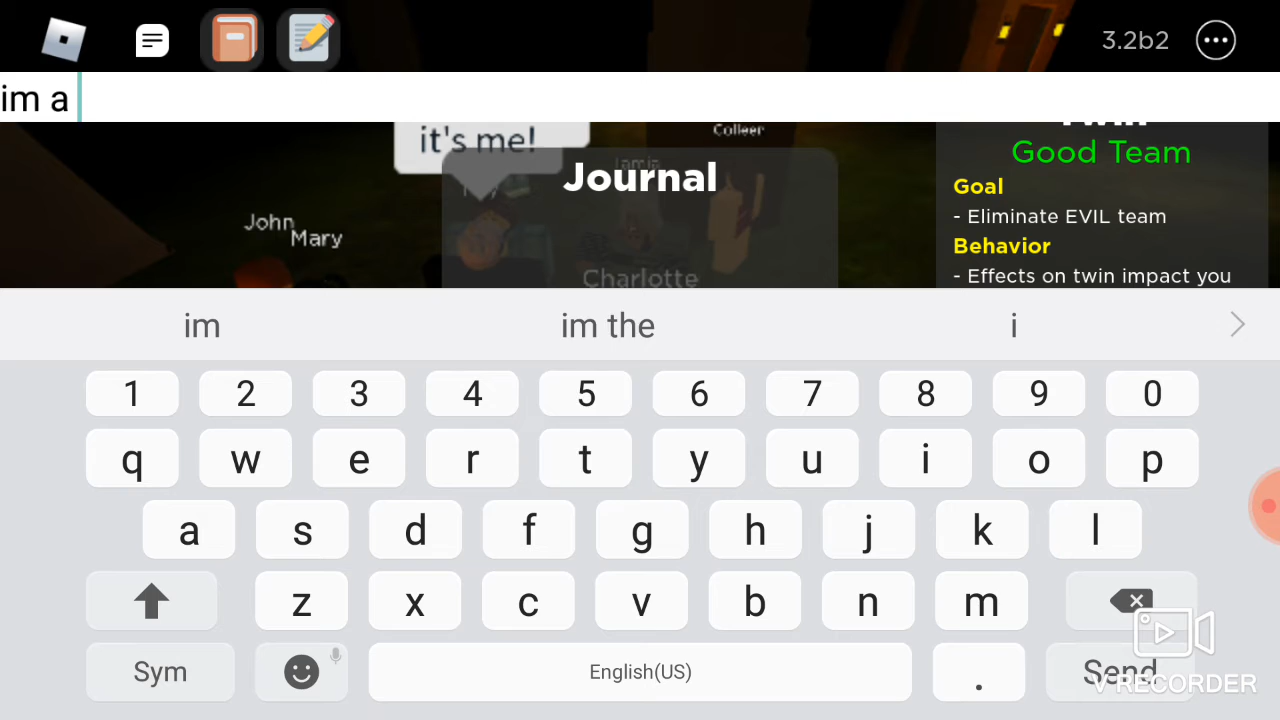 3.2b2
im a
it's me!
Colleer
Journal
Good Team
Goal
- Eliminate EVIL team
John
Mary
Behavior
- Effects on twin impact you
Charlotte
im im the i
1 2 3 4 5 6 7 8 9 0
q w e r t y u i o p
a s d f g h j k l
z x c v b n m
Sym English(US) . Send
V RECORDER